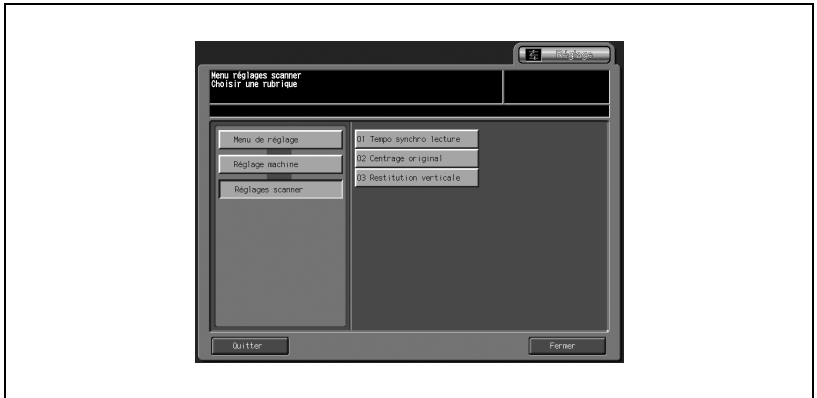 Réglage
Menu réglages scanner
Choisir une rubrique
Menu de réglage
Réglage machine
Réglages scanner
01 Tempo synchro lecture
02 Centrage original
03 Restitution verticale
Quitter
Fermer